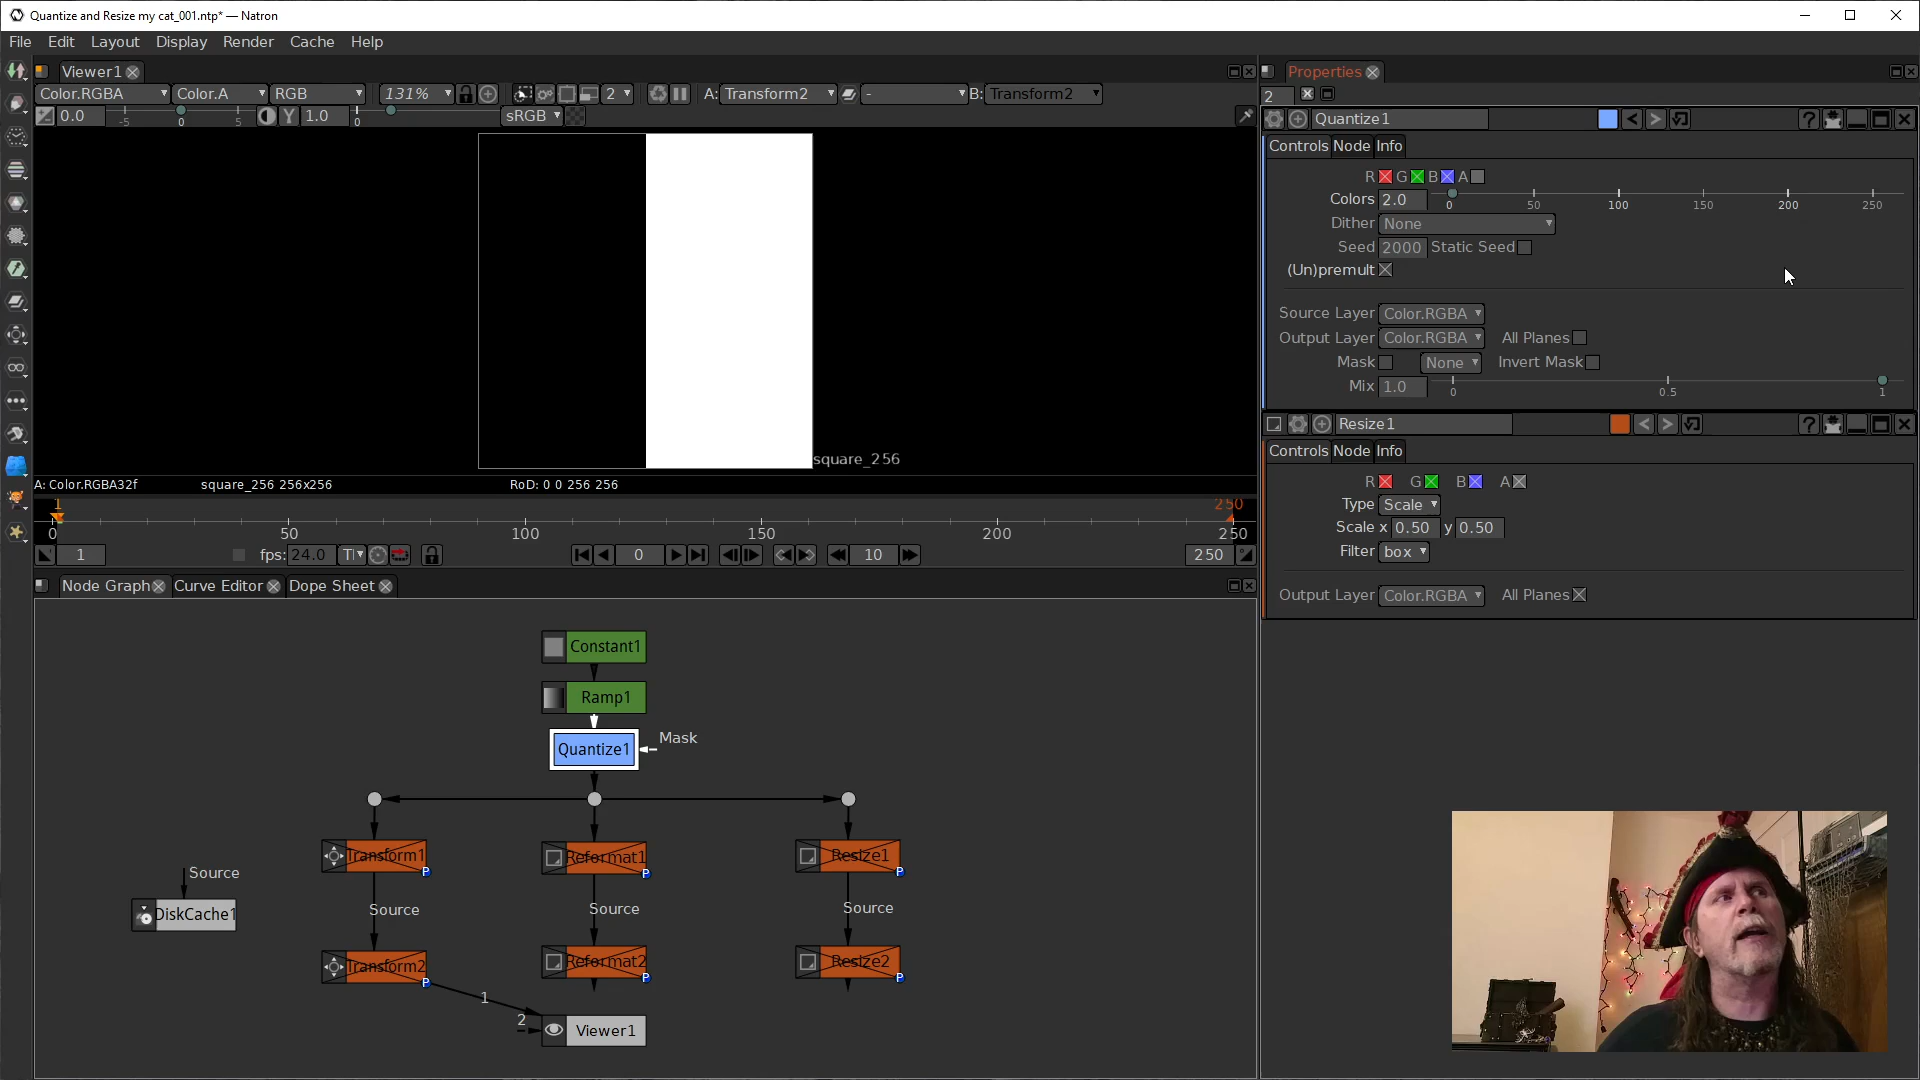 Quantize and Resize my cat_001.ntp* — Natron
File Edit Layout Display Render Cache Help
Viewer1
Color.RGBA Color.A RGB 131% 2 A: Transform2 - B: Transform2
0.0 -5 0 5 Y 1.0 0 sRGB
square_256
A: Color.RGBA32f square_256 256x256 RoD: 0 0 256 256
1 250
0 50 100 150 200 250
1 fps: 24.0 0 10 250
Node Graph Curve Editor Dope Sheet
Constant1
Ramp1
Quantize1 Mask
Transform1 Reformat1 Resize1
P P P
Source
DiskCache1
Source Source Source
Transform2 Reformat2 Resize2
P P P
1
2 Viewer1
Properties
2
Quantize1 ?
Controls Node Info
R G B A
Colors 2.0 0 50 100 150 200 250
Dither None
Seed 2000 Static Seed
(Un)premult
Source Layer Color.RGBA
Output Layer Color.RGBA All Planes
Mask None Invert Mask
Mix 1.0 0 0.5 1
Resize1 ?
Controls Node Info
R G B A
Type Scale
Scale x 0.50 y 0.50
Filter box
Output Layer Color.RGBA All Planes